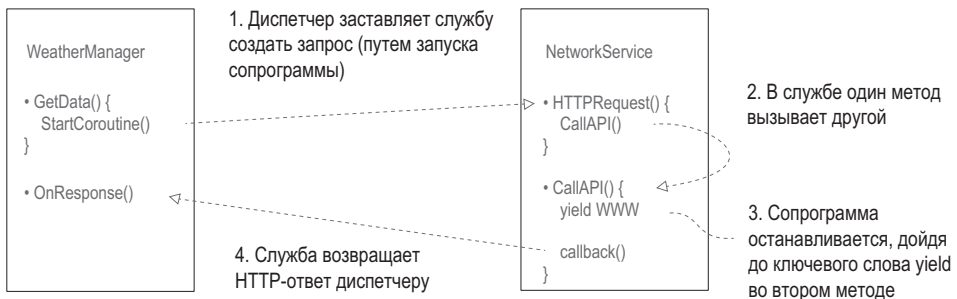 1. Диспетчер заставляет службу
создать запрос (путем запуска
сопрограммы)
WeatherManager
• GetData() {
StartCoroutine()
}
• OnResponse()
NetworkService
• HTTPRequest() {
CallAPI()
}
• CallAPI() {
yield WWW
callback()
}
2. В службе один метод
вызывает другой
3. Сопрограмма
останавливается, дойдя
до ключевого слова yield
во втором методе
4. Служба возвращает
HTTP-ответ диспетчеру